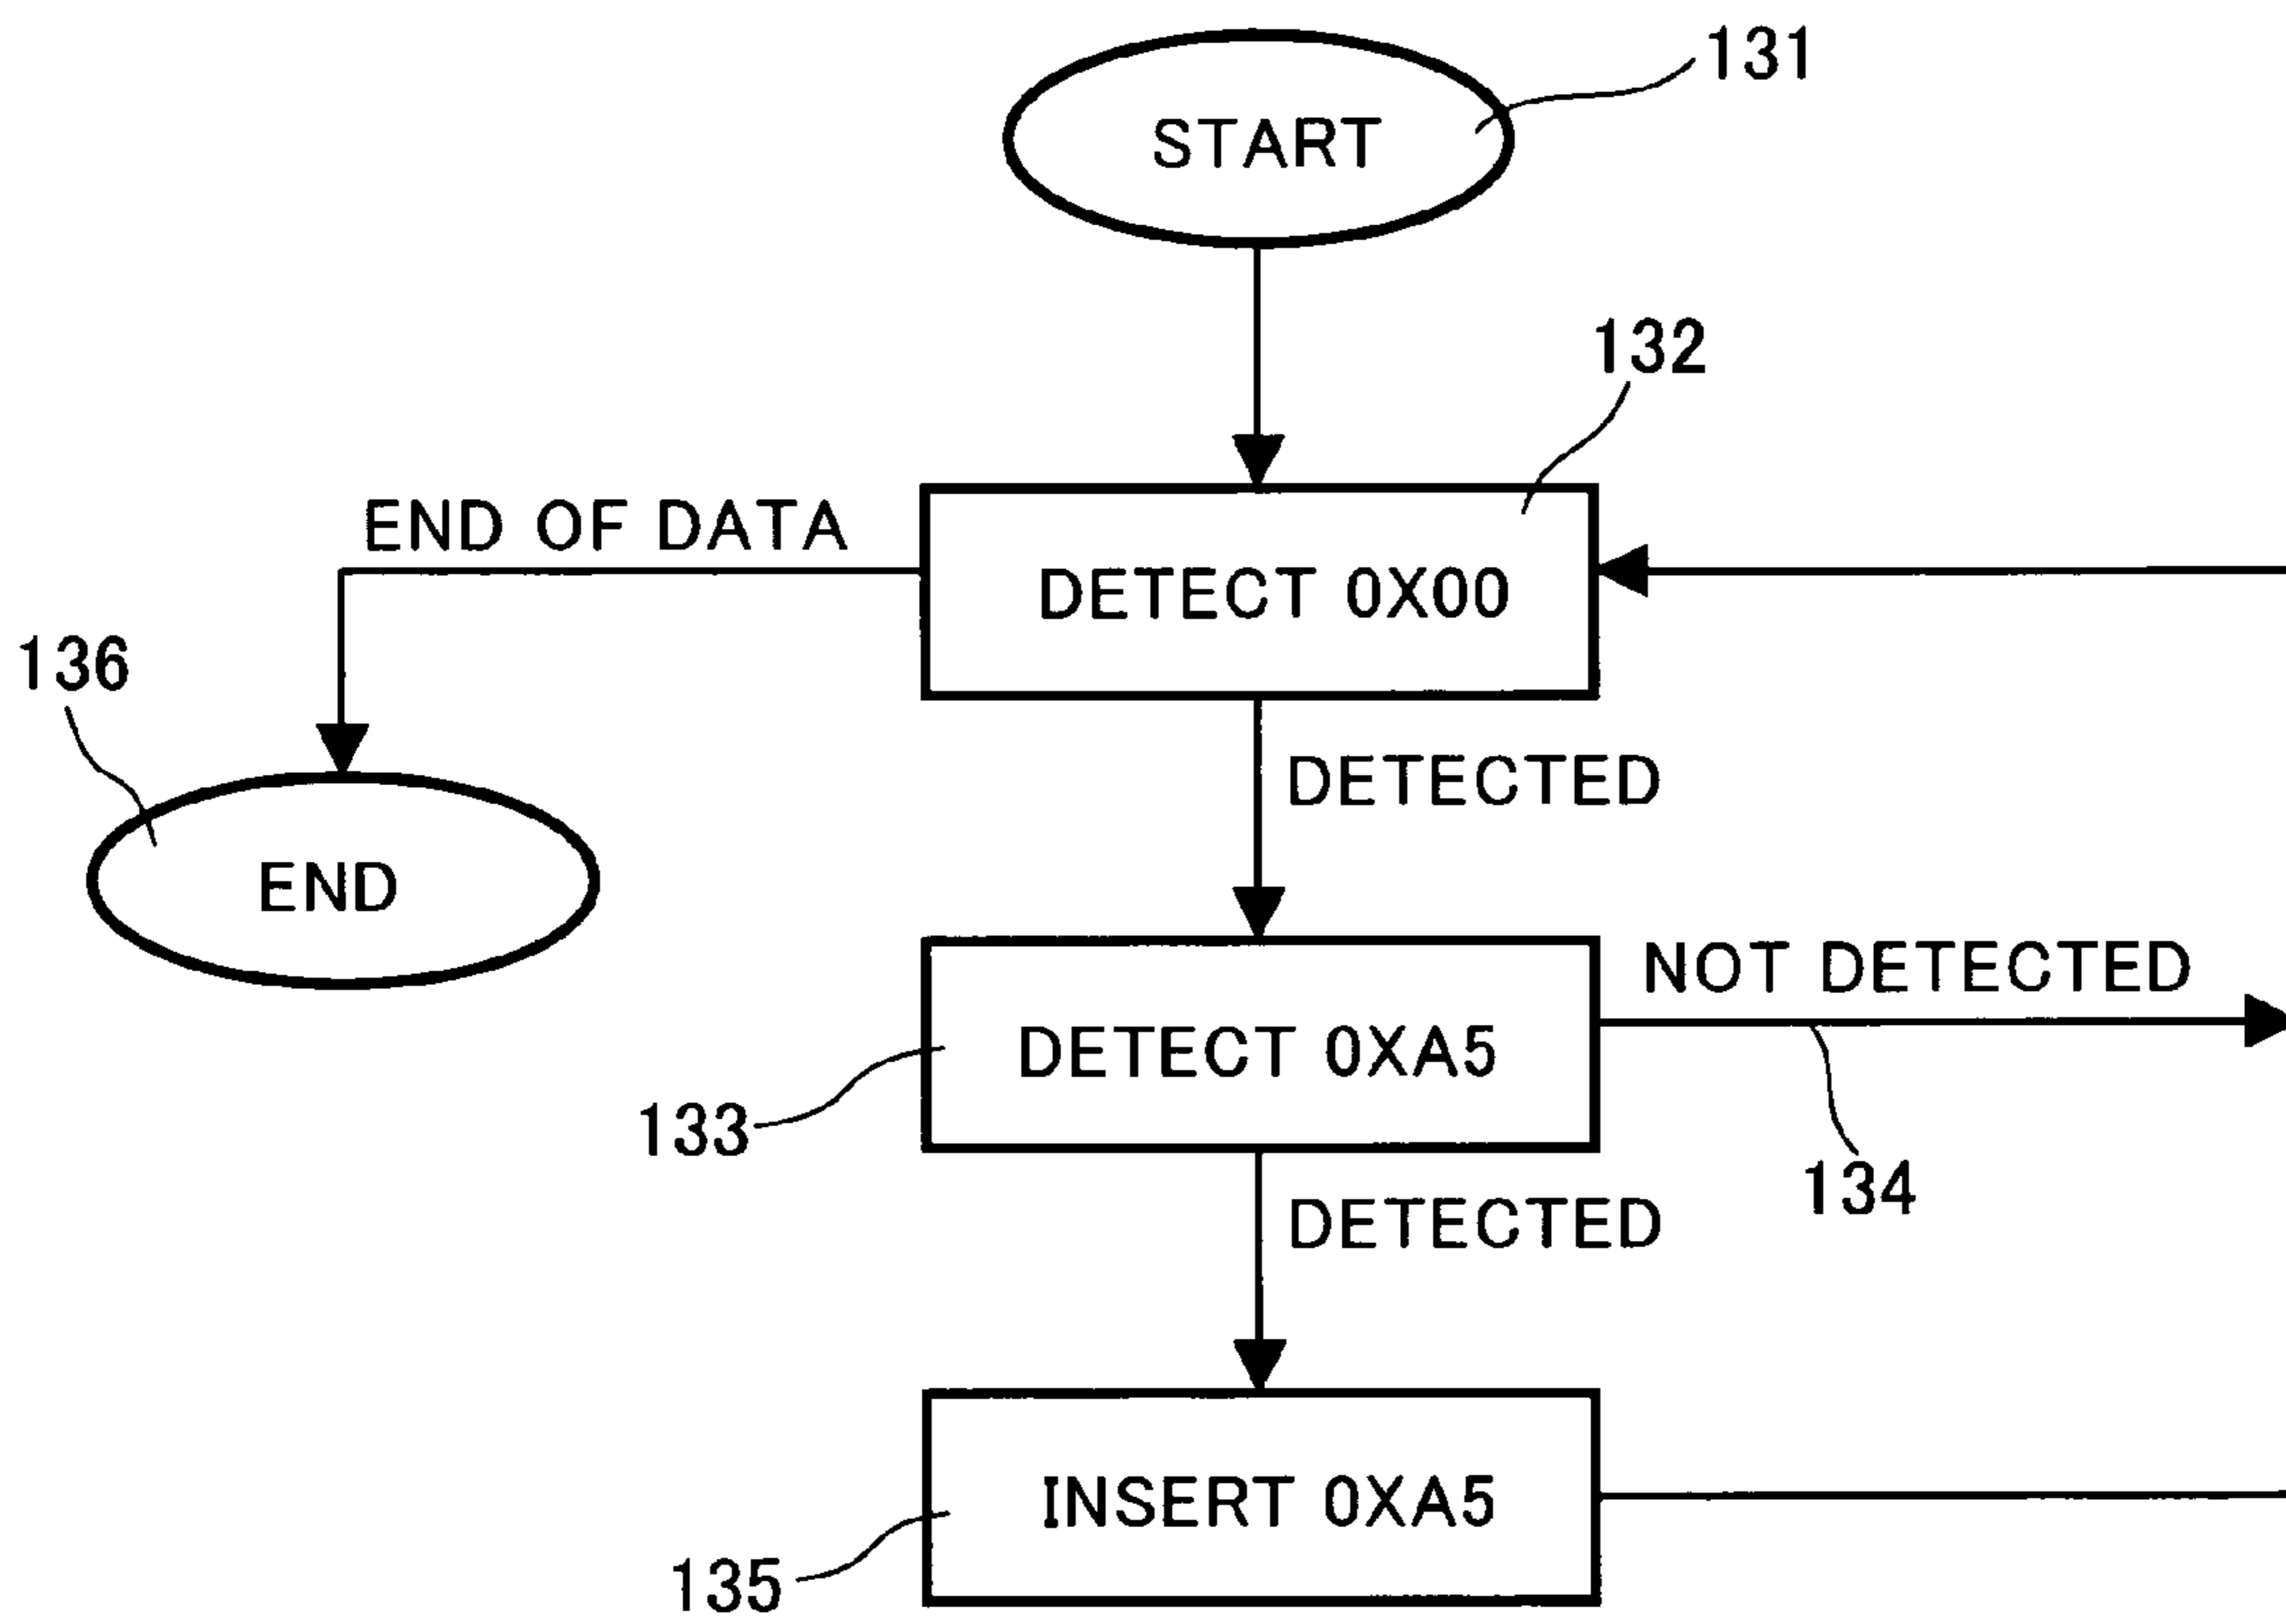 131
START
132
END OF DATA
DETECT 0X00
136
DETECTED
END
NOT DETECTED
DETECT 0XA5
133
134
DETECTED
INSERT 0XA5
135